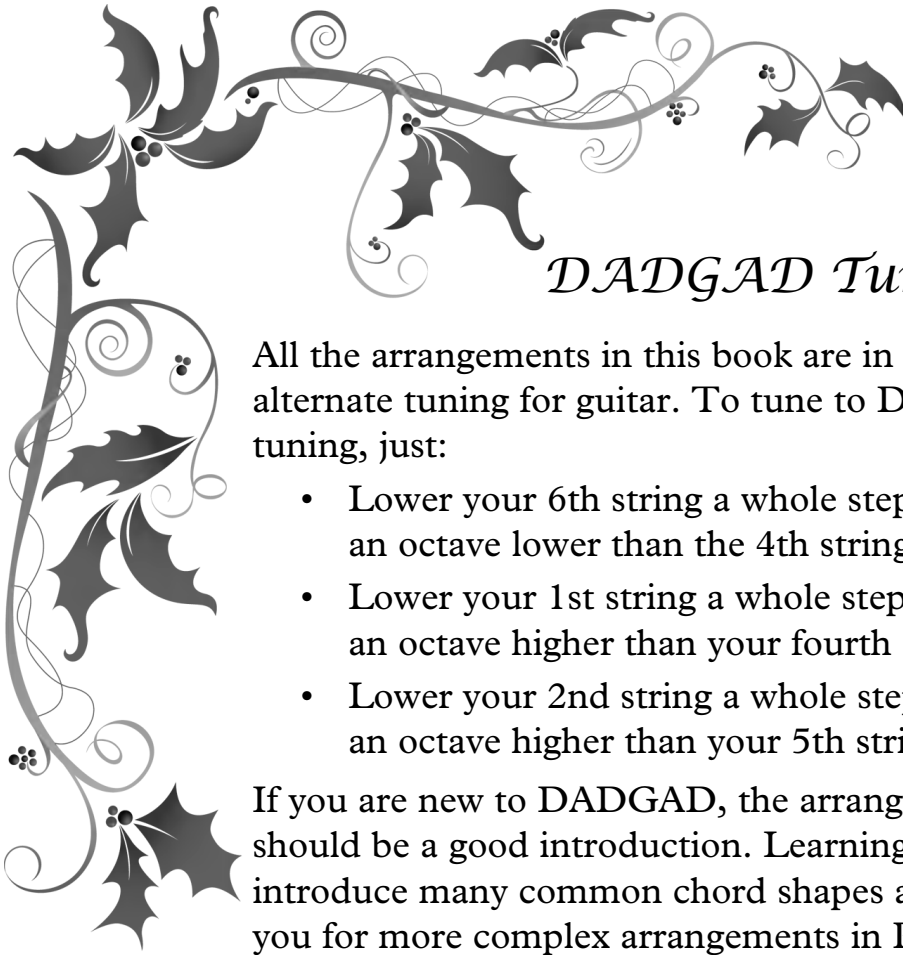 DADGAD Tu
All the arrangements in this book are in
alternate tuning for guitar. To tune to D
tuning, just:
• Lower your 6th string a whole step
an octave lower than the 4th string
• Lower your 1st string a whole step
an octave higher than your fourth
• Lower your 2nd string a whole step
an octave higher than your 5th stri
If you are new to DADGAD, the arrang
should be a good introduction. Learning
introduce many common chord shapes a
you for more complex arrangements in